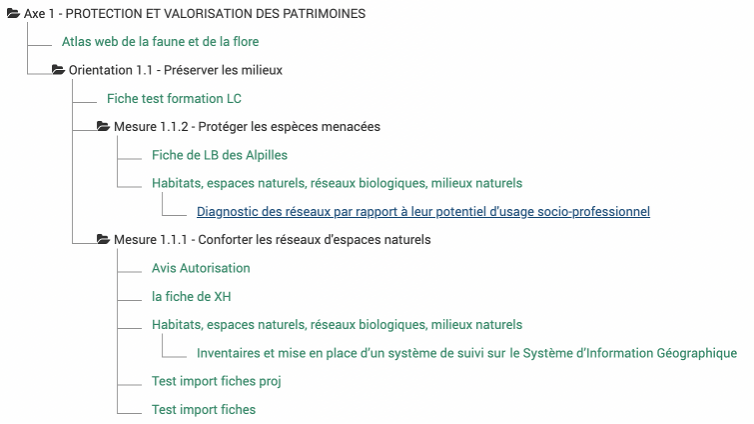 Axe 1 - PROTECTION ET VALORISATION DES PATRIMOINES
Atlas web de la faune et de la flore
Orientation 1.1 - Préserver les milieux
Fiche test formation LC
Mesure 1.1.2 - Protéger les espèces menacées
Fiche de LB des Alpilles
Habitats, espaces naturels, réseaux biologiques, milieux naturels
Diagnostic des réseaux par rapport à leur potentiel d'usage socio-professionnel
Mesure 1.1.1 - Conforter les réseaux d'espaces naturels
Avis Autorisation
la fiche de XH
Habitats, espaces naturels, réseaux biologiques, milieux naturels
Inventaires et mise en place d'un système de suivi sur le Système d'Information Géographique
Test import fiches proj
Test import fiches